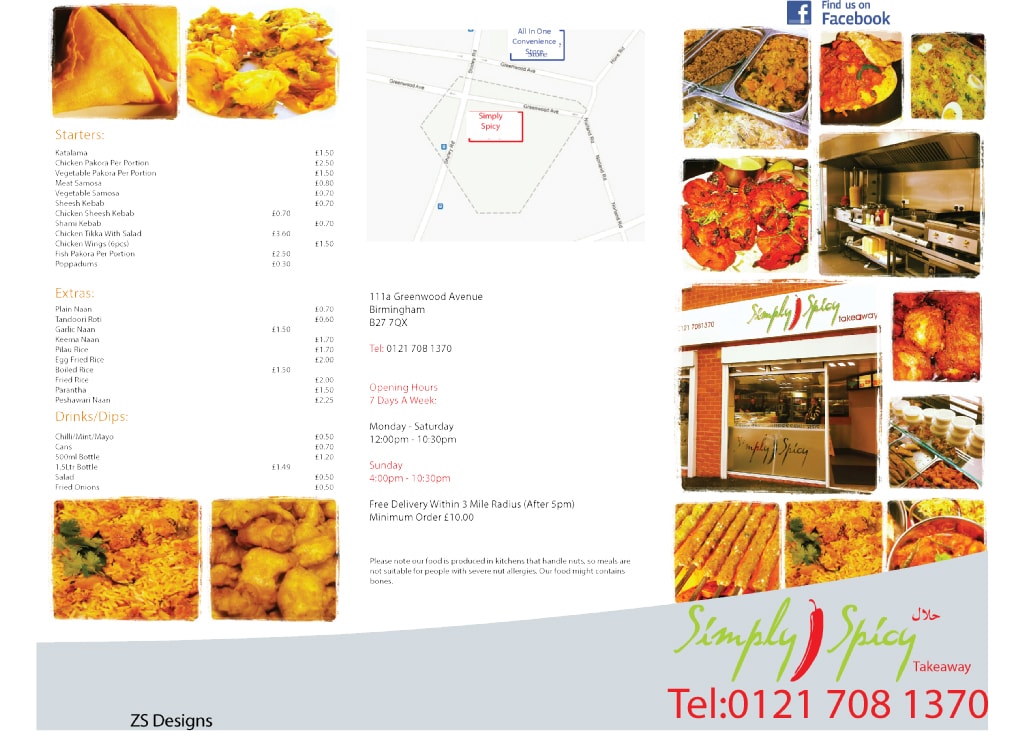 Starters:
Katalama £1.50
Chicken Pakora Per Portion £2.50
Vegetable Pakora Per Portion £1.50
Meat Samosa £0.80
Vegetable Samosa £0.70
Sheesh Kebab £0.70
Chicken Sheesh Kebab £0.70
Shami Kebab £0.70
Chicken Tikka With Salad £3.60
Chicken Wings (6pcs) £1.50
Fish Pakora Per Portion £2.50
Poppadums £0.30
Extras:
Plain Naan £0.70
Tandoori Roti £0.60
Garlic Naan £1.50
Keema Naan £1.70
Pilau Rice £1.70
Egg Fried Rice £2.00
Boiled Rice £1.50
Fried Rice £2.00
Parantha £1.50
Peshawari Naan £2.25
Drinks/Dips:
Chilli/Mint/Mayo £0.50
Cans £0.70
500ml Bottle £1.20
1.5Ltr Bottle £1.49
Salad £0.50
Fried Onions £0.50
ZS Designs
All In One
Convenience
Store
Greenwood Ave
Greenwood Ave
Greenwood Ave
Simply
Spicy
Norland Rd
Norland Rd
Norland Rd
111a Greenwood Avenue
Birmingham
B27 7QX
Tel: 0121 708 1370
Opening Hours
7 Days A Week:
Monday - Saturday
12:00pm - 10:30pm
Sunday
4:00pm - 10:30pm
Free Delivery Within 3 Mile Radius (After 5pm)
Minimum Order £10.00
Please note our food is produced in kitchens that handle nuts, so meals are
not suitable for people with severe nut allergies. Our food might contains
bones.
f Find us on
Facebook
Simply Spicy
takeaway
0121 7081370
Simply Spicy
Simply Spicy حلال
Takeaway
Tel:0121 708 1370